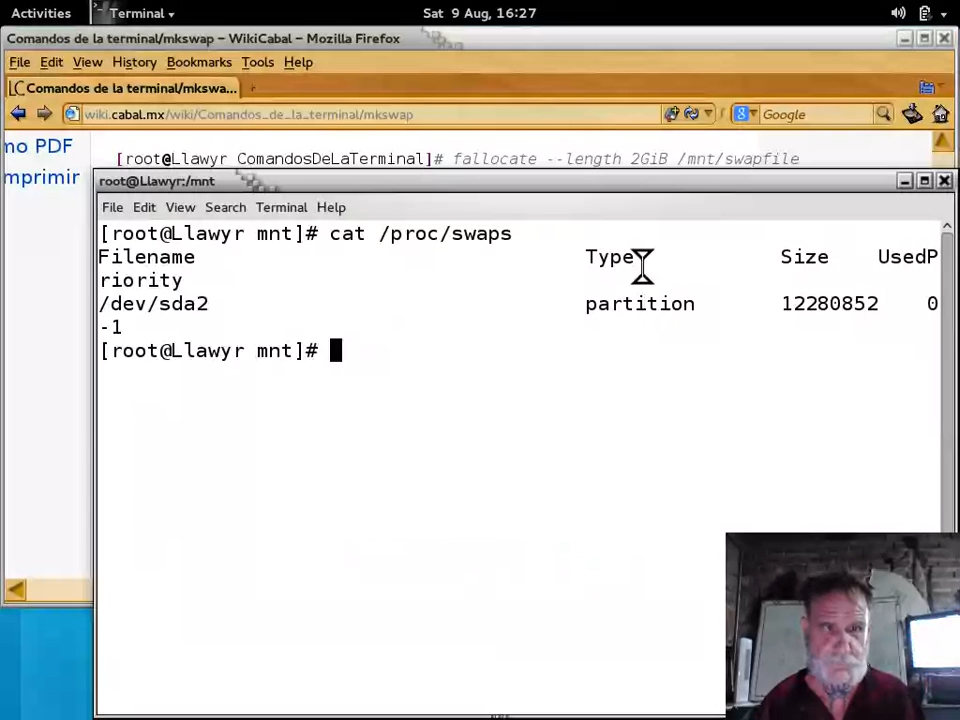 Activities Terminal Sat 9 Aug, 16:27
Comandos de la terminal/mkswap – WikiCabal – Mozilla Firefox
File Edit View History Bookmarks Tools Help
Comandos de la terminal/mkswa...
wiki.cabal.mx/wiki/Comandos_de_la_terminal/mkswap Google
mo PDF
[root@Llawyr ComandosDeLaTerminal]# fallocate --length 2GiB /mnt/swapfile
mprimir
root@Llawyr:/mnt
File Edit View Search Terminal Help
[root@Llawyr mnt]# cat /proc/swaps
Filename Type Size UsedP
riority
/dev/sda2 partition 12280852 0
-1
[root@Llawyr mnt]#